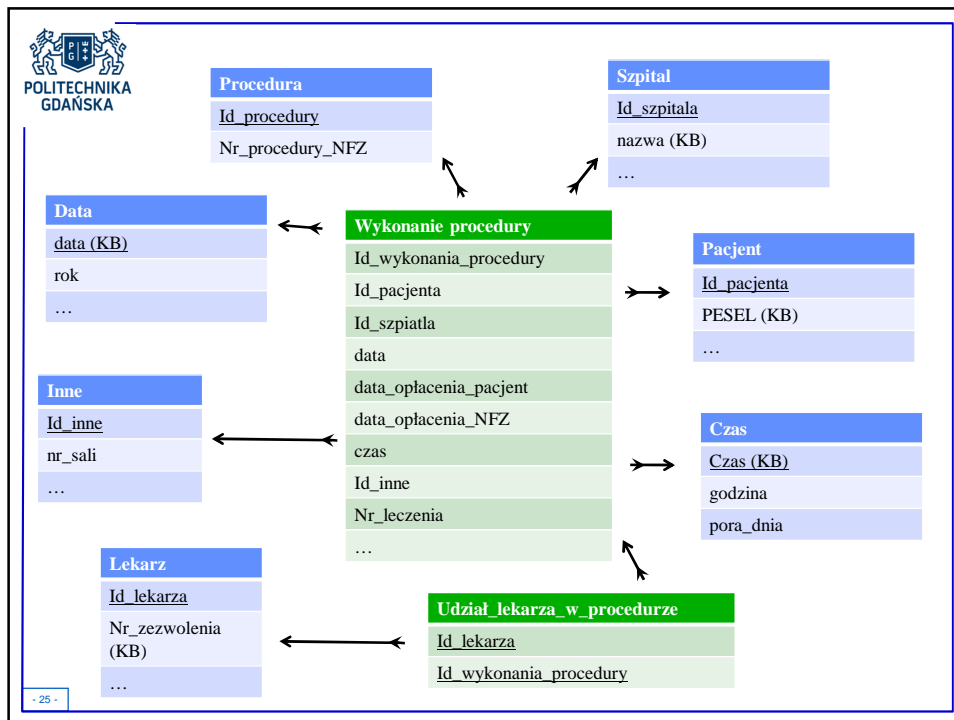 P G
POLITECHNIKA
GDAŃSKA
Procedura
Id_procedury
Nr_procedury_NFZ
Szpital
Id_szpitala
nazwa (KB)
…
Data
data (KB)
rok
…
Wykonanie procedury
Id_wykonania_procedury
Id_pacjenta
Id_szpiatla
data
data_opłacenia_pacjent
data_opłacenia_NFZ
czas
Id_inne
Nr_leczenia
…
Pacjent
Id_pacjenta
PESEL (KB)
…
Inne
Id_inne
nr_sali
…
Czas
Czas (KB)
godzina
pora_dnia
Lekarz
Id_lekarza
Nr_zezwolenia
(KB)
…
Udział_lekarza_w_procedurze
Id_lekarza
Id_wykonania_procedury
- 25 -